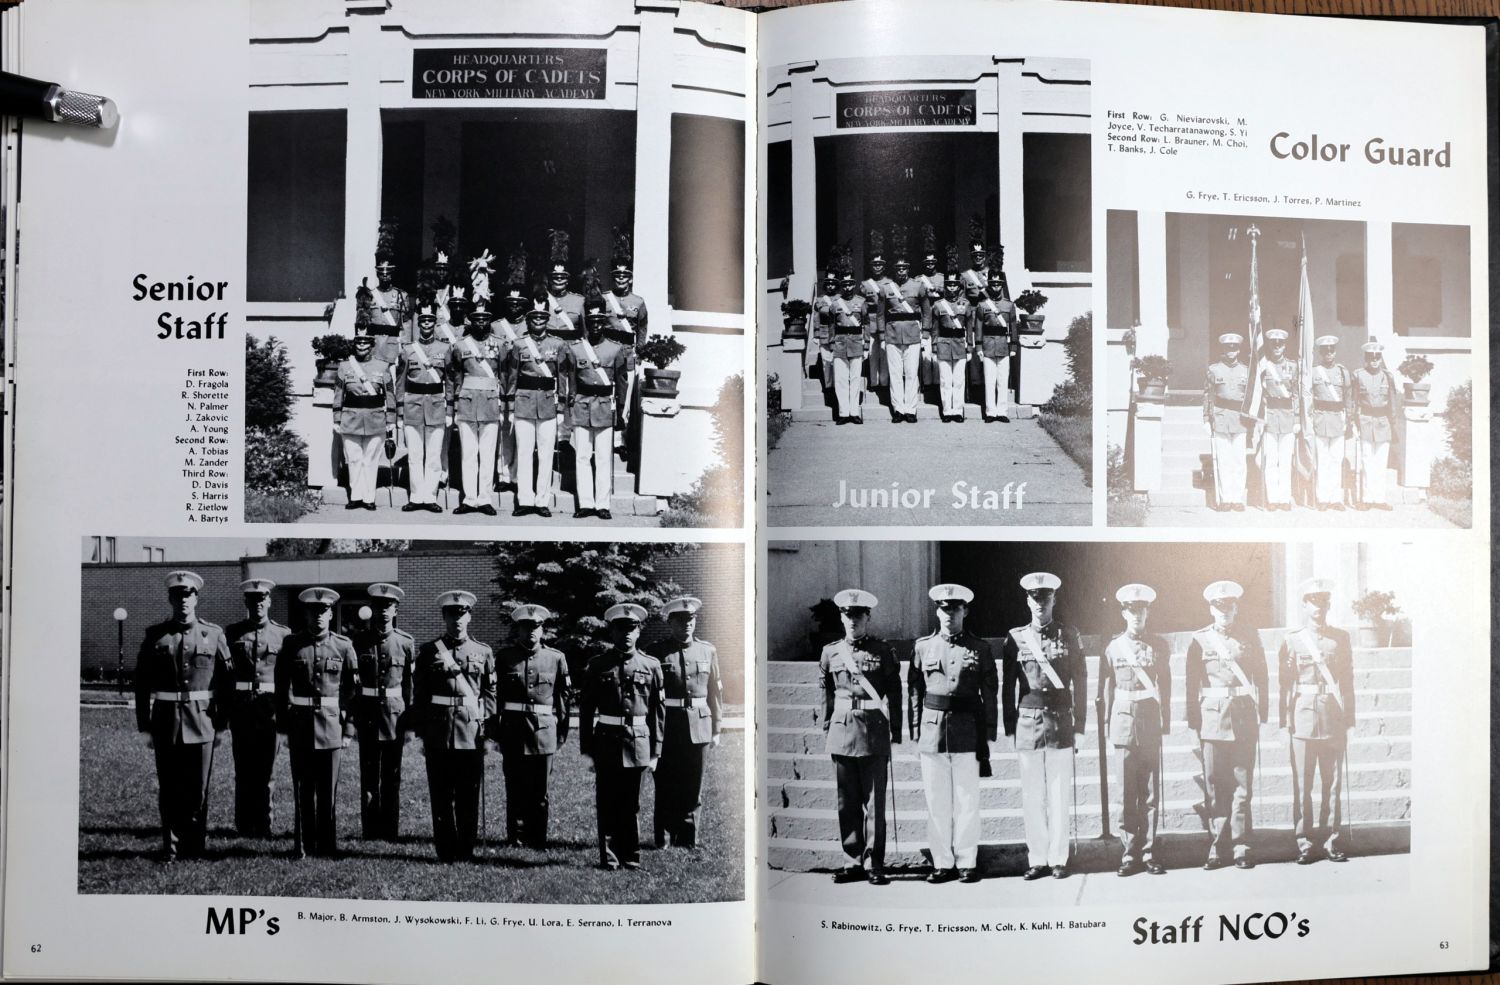 HEADQUARTERS
CORPS OF CADETS
NEW YORK MILITARY ACADEMY
Senior
Staff
First Row:
D. Fragola
R. Shorette
N. Palmer
J. Zakovic
A. Young
Second Row:
A. Tobias
M. Zander
Third Row:
D. Davis
S. Harris
R. Zietlow
A. Bartys
MP's
B. Major, B. Armston, J. Wysokowski, F. Li, G. Frye, U. Lora, E. Serrano, I. Terranova
62
HEADQUARTERS
CORPS OF CADETS
NEW YORK MILITARY ACADEMY
Junior Staff
First Row: G. Nieviarovski, M.
Joyce, V. Techarratanawong, S. Yi
Second Row: L. Brauner, M. Choi,
T. Banks, J. Cole
Color Guard
G. Frye, T. Ericsson, J. Torres, P. Martinez
S. Rabinowitz, G. Frye, T. Ericsson, M. Colt, K. Kuhl, H. Batubara
Staff NCO's
63